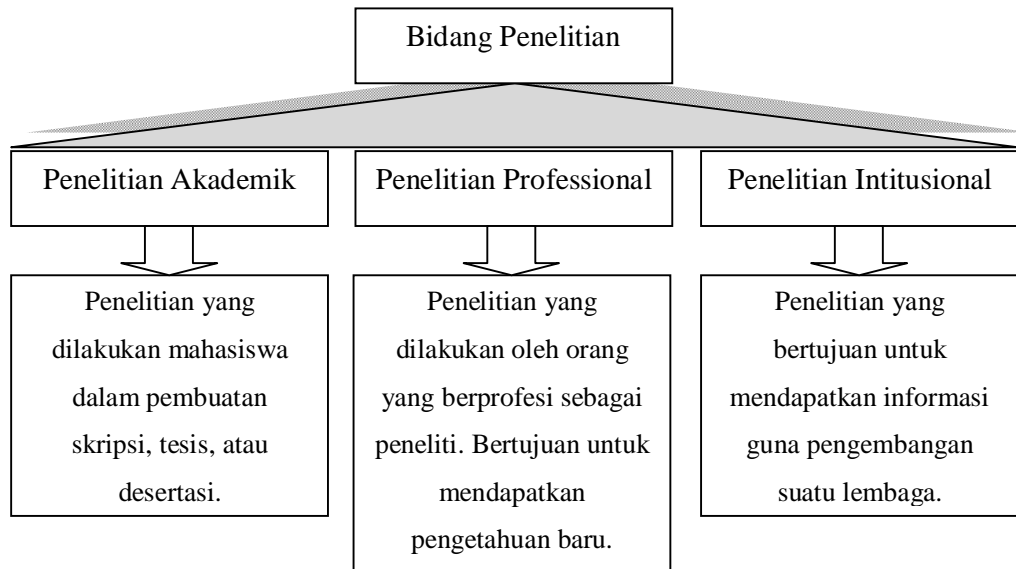 Bidang Penelitian
Penelitian Akademik
Penelitian Professional
Penelitian Intitusional
Penelitian yang
dilakukan mahasiswa
dalam pembuatan
skripsi, tesis, atau
desertasi.
Penelitian yang
dilakukan oleh orang
yang berprofesi sebagai
peneliti. Bertujuan untuk
mendapatkan
pengetahuan baru.
Penelitian yang
bertujuan untuk
mendapatkan informasi
guna pengembangan
suatu lembaga.